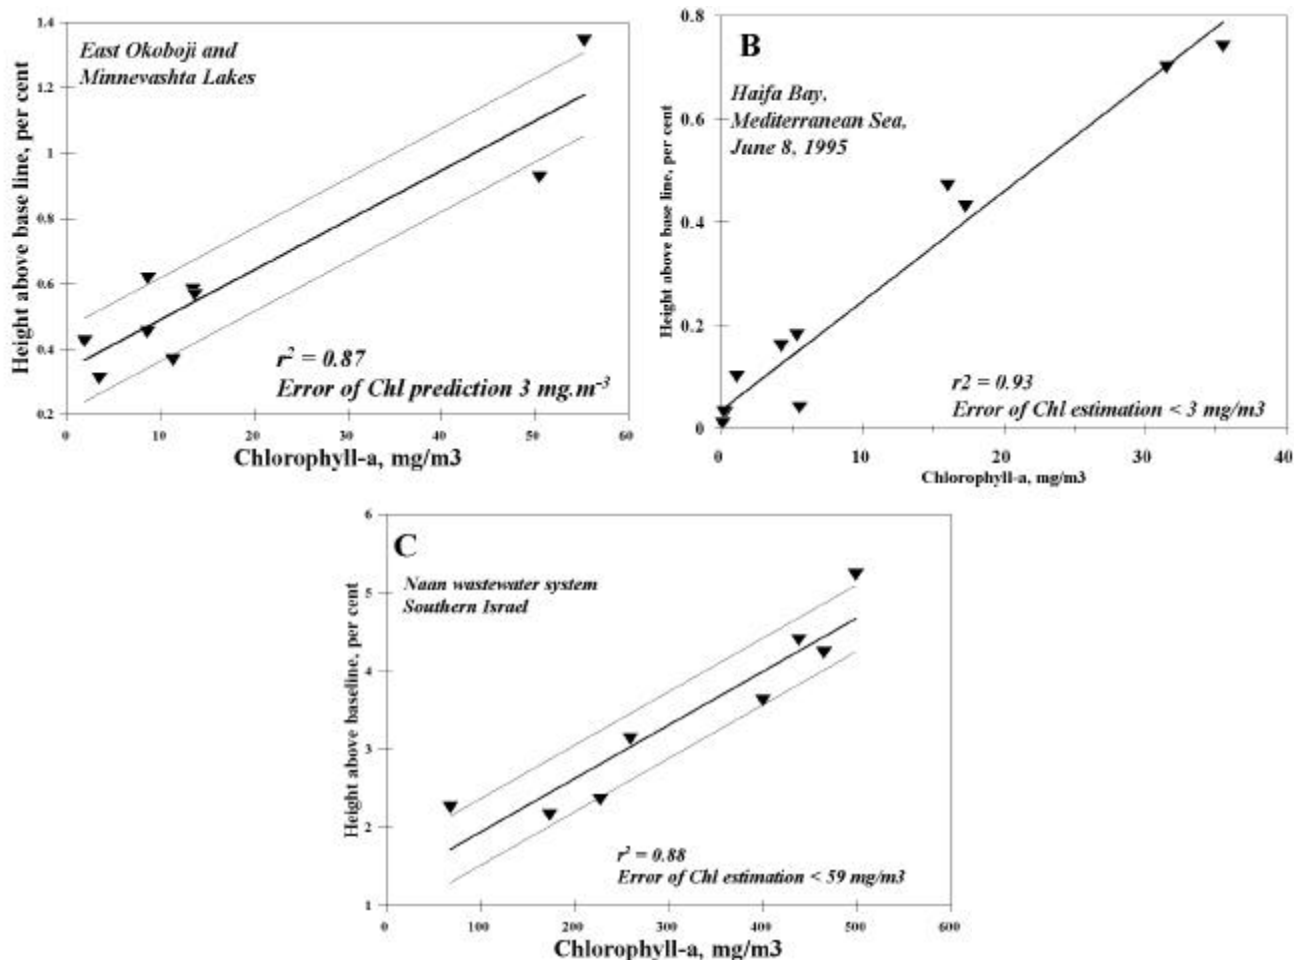 East Okoboji and
Minnevashta Lakes
Height above base line, per cent
1.4
1.2
1
0.8
0.6
0.4
0.2
r² = 0.87
Error of Chl prediction 3 mg.m⁻³
0 10 20 30 40 50 60
Chlorophyll-a, mg/m3
B
Haifa Bay,
Mediterranean Sea,
June 8, 1995
Height above base line, per cent
0.8
0.6
0.4
0.2
0
r2 = 0.93
Error of Chl estimation < 3 mg/m3
0 10 20 30 40
Chlorophyll-a, mg/m3
C
Naan wastewater system
Southern Israel
Height above baseline, per cent
6
5
4
3
2
1
r² = 0.88
Error of Chl estimation < 59 mg/m3
0 100 200 300 400 500 600
Chlorophyll-a, mg/m3